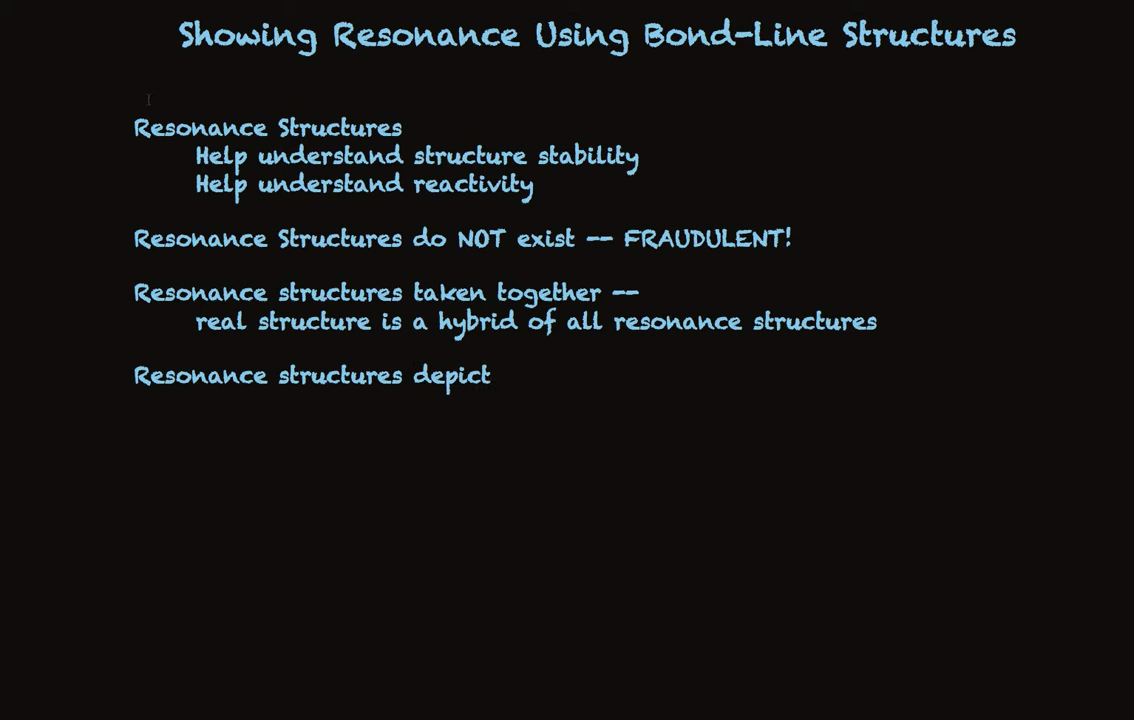 Showing Resonance Using Bond-Line Structures
Resonance Structures
Help understand structure stability
Help understand reactivity
Resonance Structures do NOT exist -- FRAUDULENT!
Resonance structures taken together --
real structure is a hybrid of all resonance structures
Resonance structures depict